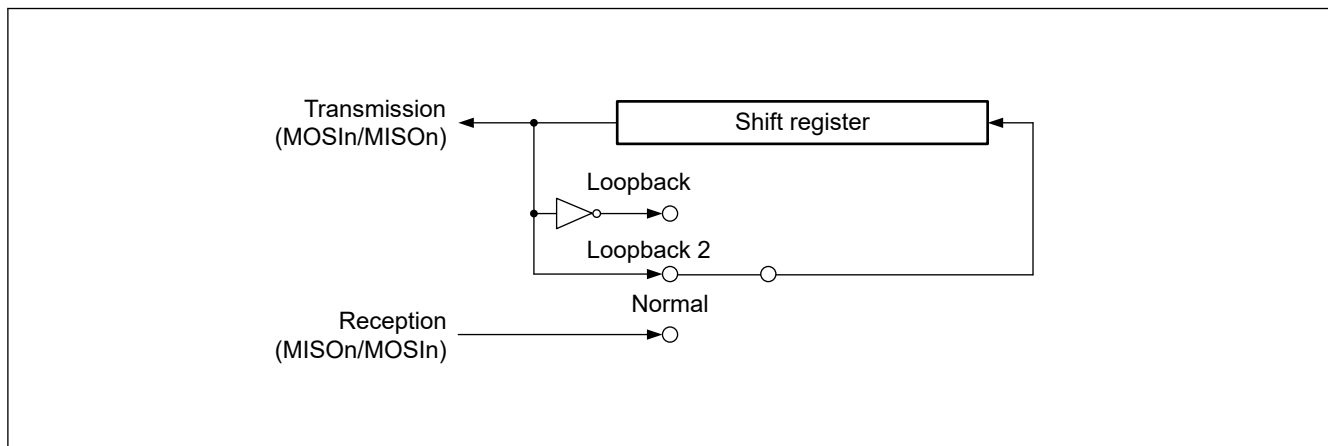 Transmission
(MOSIn/MISOn)
Shift register
Loopback
Loopback 2
Normal
Reception
(MISOn/MOSIn)